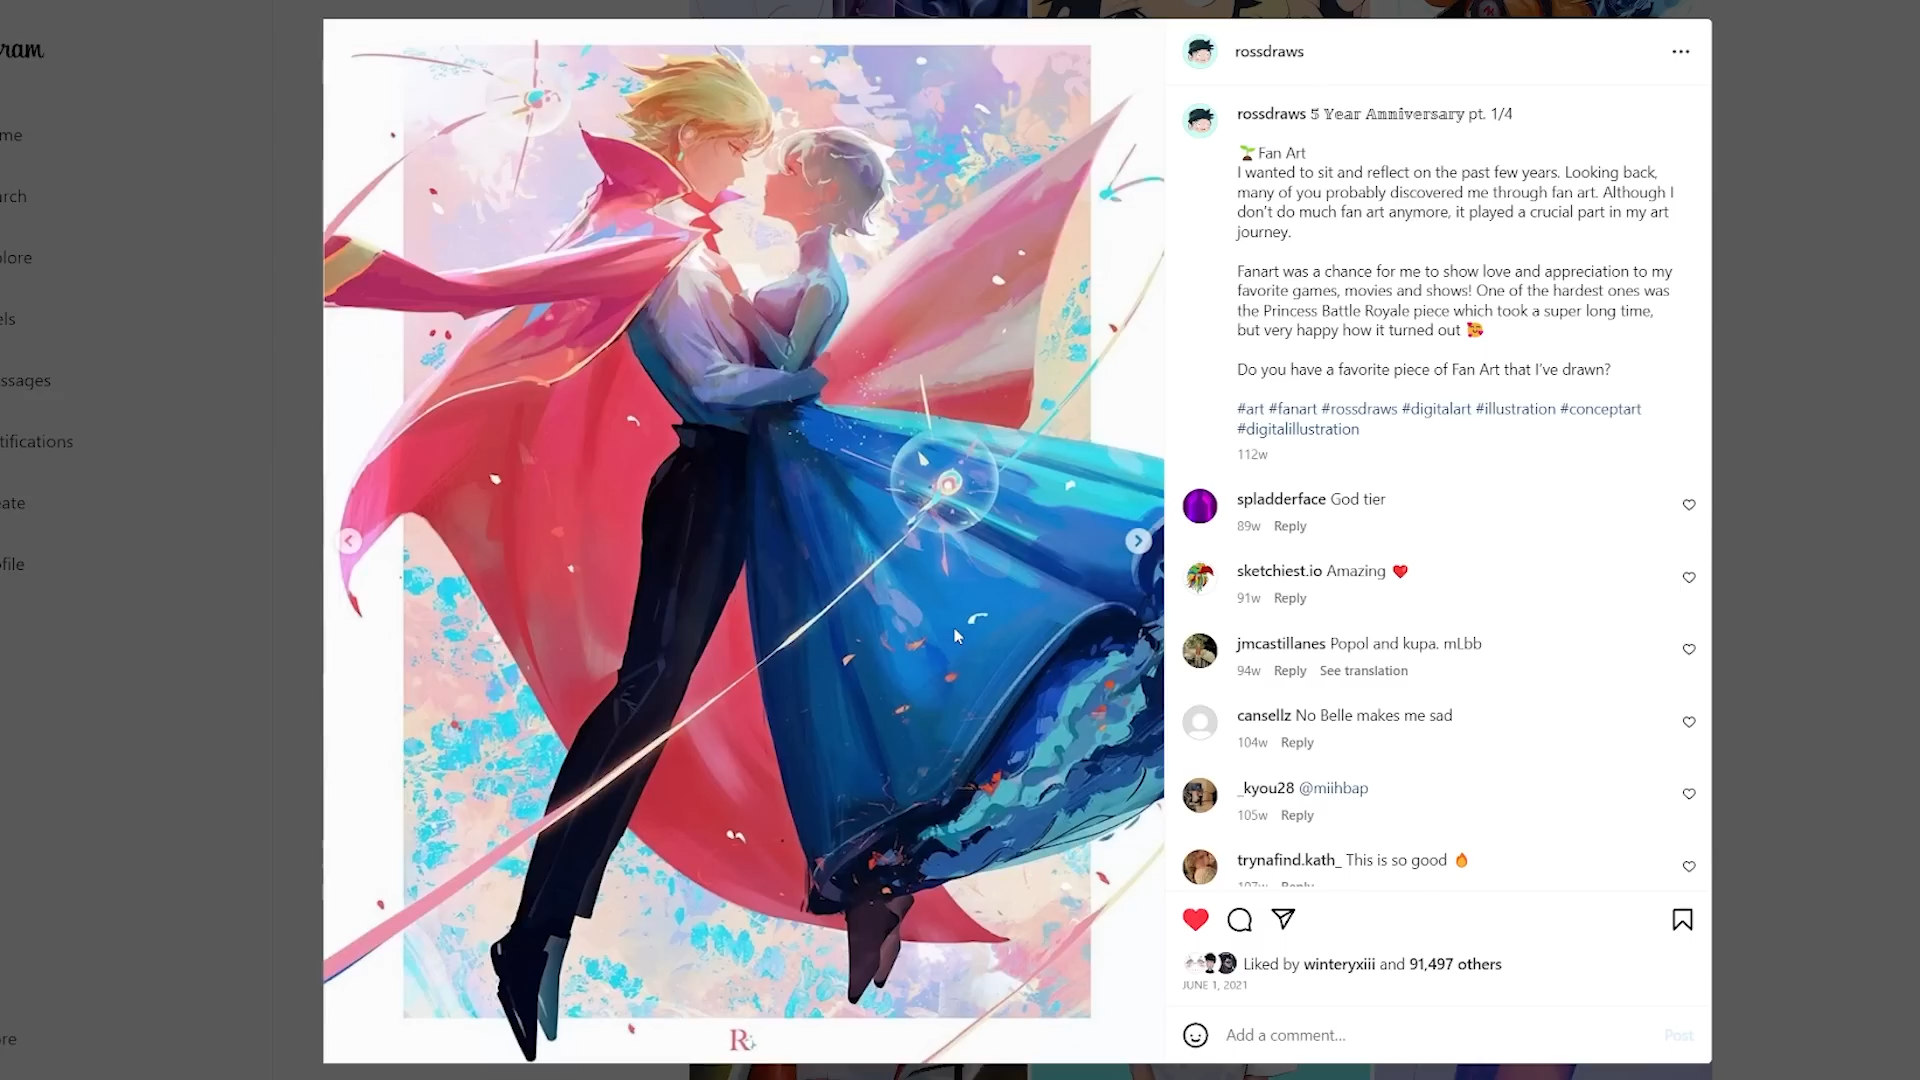 ram
me
rch
lore
els
ssages
tifications
eate
file
re
R
rossdraws
rossdraws 5 Year Anniversary pt. 1/4
🌱Fan Art
I wanted to sit and reflect on the past few years. Looking back,
many of you probably discovered me through fan art. Although I
don't do much fan art anymore, it played a crucial part in my art
journey.
Fanart was a chance for me to show love and appreciation to my
favorite games, movies and shows! One of the hardest ones was
the Princess Battle Royale piece which took a super long time,
but very happy how it turned out 🥰
Do you have a favorite piece of Fan Art that I've drawn?
#art #fanart #rossdraws #digitalart #illustration #conceptart
#digitalillustration
112w
spladderface God tier
89w Reply
sketchiest.io Amazing ❤️
91w Reply
jmcastillanes Popol and kupa. mLbb
94w Reply See translation
cansellz No Belle makes me sad
104w Reply
_kyou28 @miihbap
105w Reply
trynafind.kath_ This is so good 🔥
107w Reply
Liked by winteryxiii and 91,497 others
JUNE 1, 2021
Add a comment...
Post